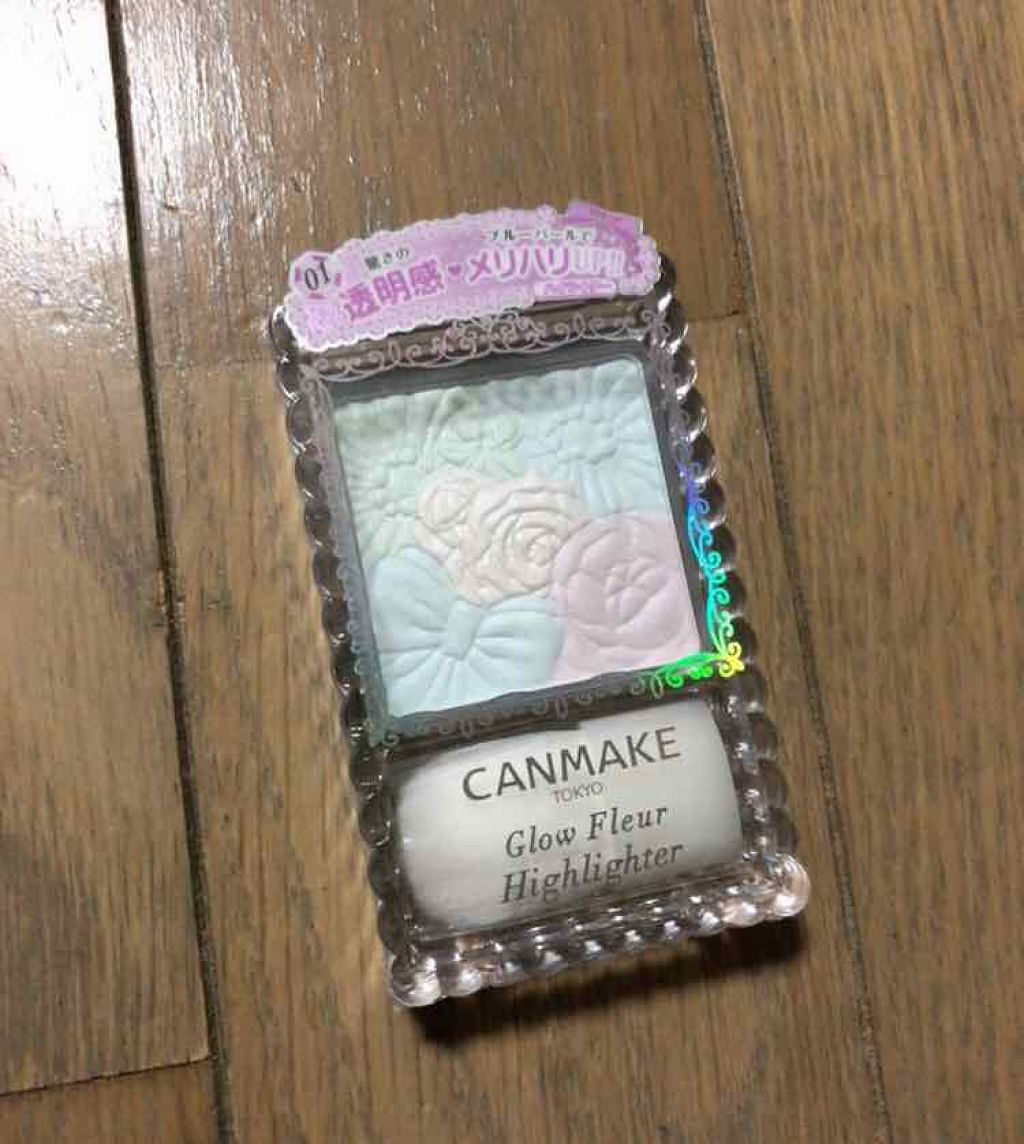 01
驚きの
ブルーパールで
透明感♥メリハリUP!!
CANMAKE
TOKYO
Glow Fleur
Highlighter